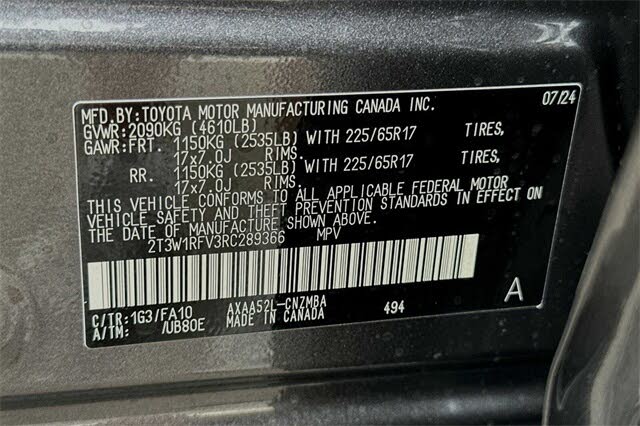 MFD.BY:TOYOTA MOTOR MANUFACTURING CANADA INC. 07/24
GVWR:2090KG (4610LB)
GAWR:FRT. 1150KG (2535LB) WITH 225/65R17 TIRES,
17x7.0J RIMS.
RR. 1150KG (2535LB) WITH 225/65R17 TIRES,
17x7.0J RIMS.
THIS VEHICLE CONFORMS TO ALL APPLICABLE FEDERAL MOTOR
VEHICLE SAFETY AND THEFT PREVENTION STANDARDS IN EFFECT ON
THE DATE OF MANUFACTURE SHOWN ABOVE.
2T3W1RFV3RC289366 MPV
C/TR:1G3/FA10 AXAA52L-CNZMBA 494 A
A/TM: /UB80E MADE IN CANADA